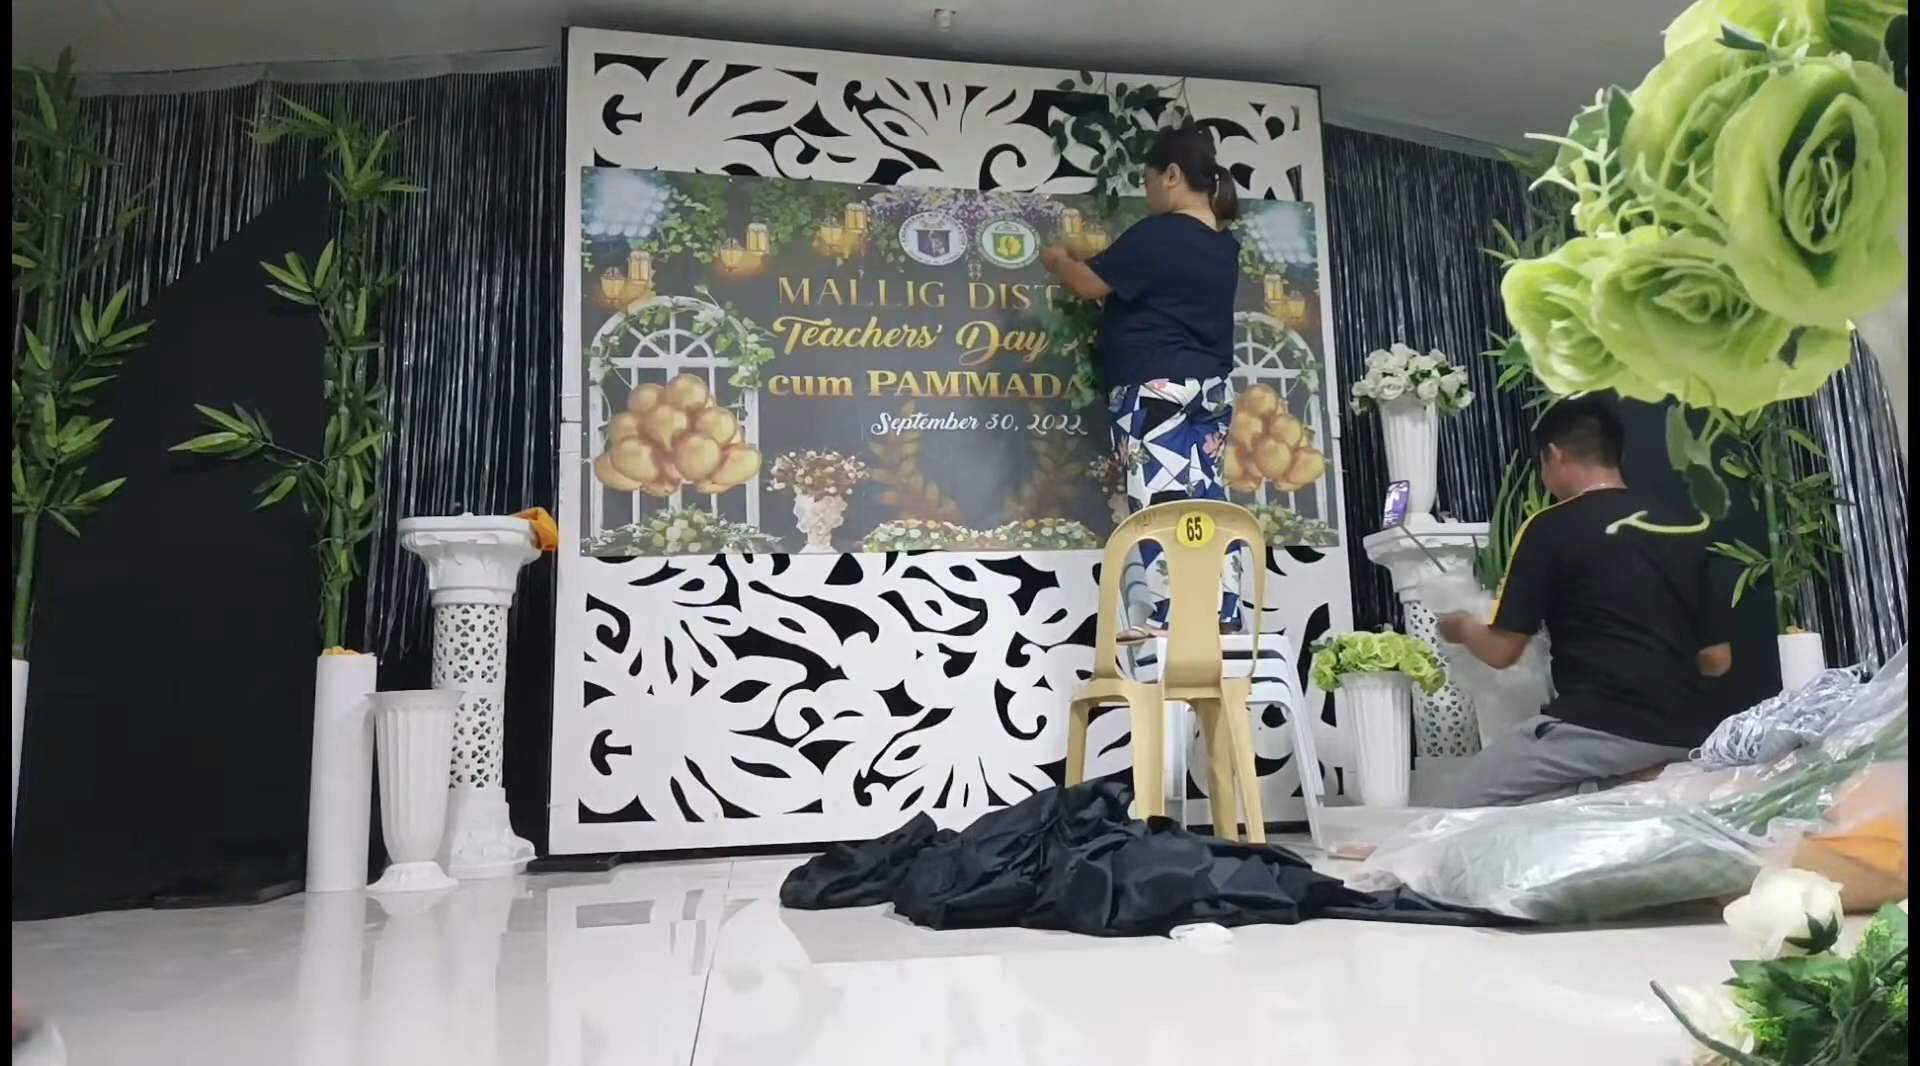 MALLIG DIST
Teachers' Day
cum PAMMADA
September 30, 2022
65